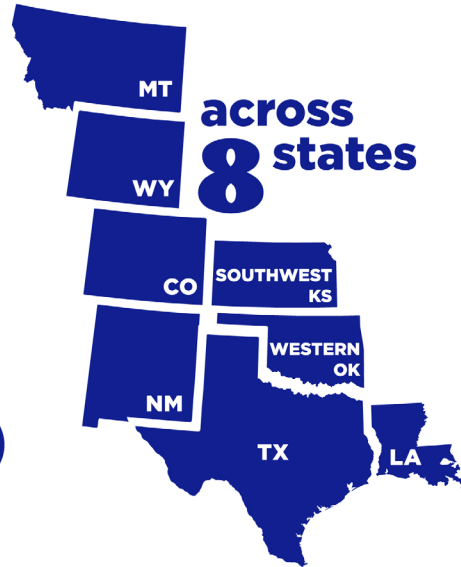 MT
across
8 states
WY
CO
SOUTHWEST
KS
WESTERN
OK
NM
TX
LA